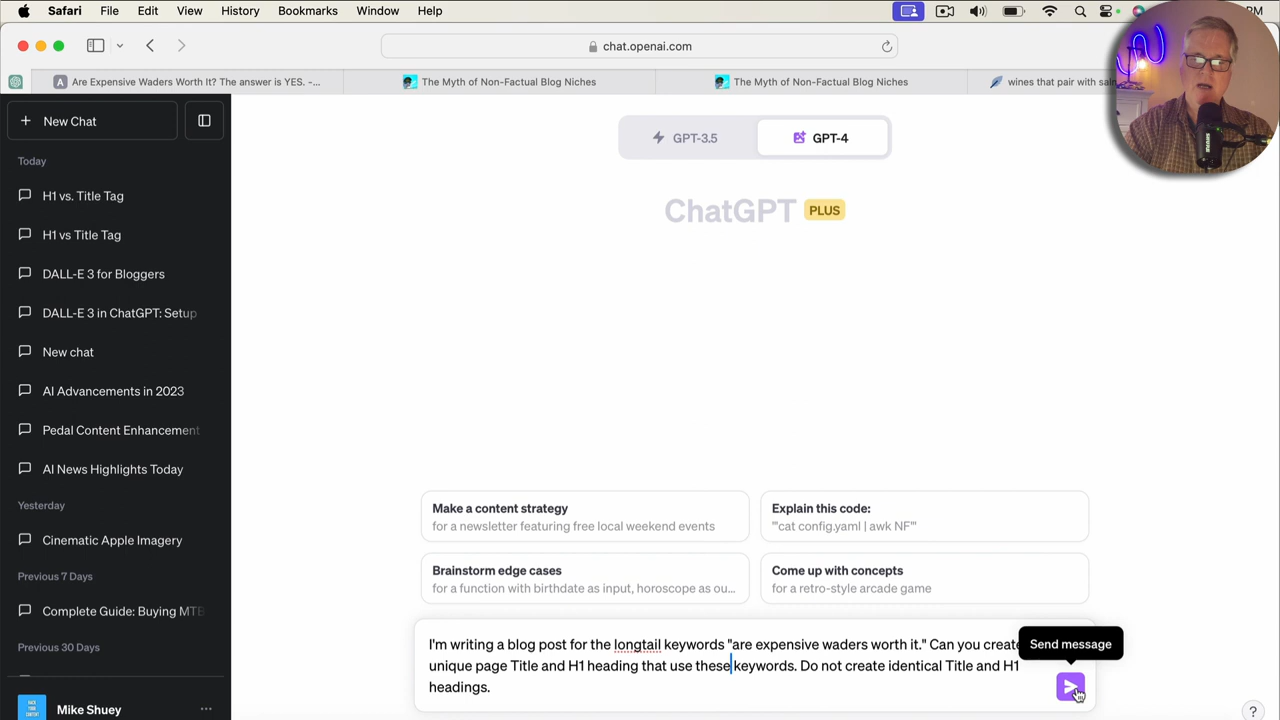 Safari File Edit View History Bookmarks Window Help PM
chat.openai.com
A Are Expensive Waders Worth It? The answer is YES. -...
The Myth of Non-Factual Blog Niches
The Myth of Non-Factual Blog Niches
wines that pair with sal
+ New Chat
GPT-3.5
GPT-4
Today
H1 vs. Title Tag
ChatGPT PLUS
H1 vs Title Tag
DALL-E 3 for Bloggers
DALL-E 3 in ChatGPT: Setup
New chat
AI Advancements in 2023
Pedal Content Enhancement
AI News Highlights Today
Yesterday
Cinematic Apple Imagery
Previous 7 Days
Complete Guide: Buying MTB
Previous 30 Days
Mike Shuey ...
Make a content strategy
for a newsletter featuring free local weekend events
Explain this code:
"'cat config.yaml | awk NF'"
Brainstorm edge cases
for a function with birthdate as input, horoscope as ou...
Come up with concepts
for a retro-style arcade game
I'm writing a blog post for the longtail keywords "are expensive waders worth it." Can you create
unique page Title and H1 heading that use these keywords. Do not create identical Title and H1
headings.
Send message
?
SHURE